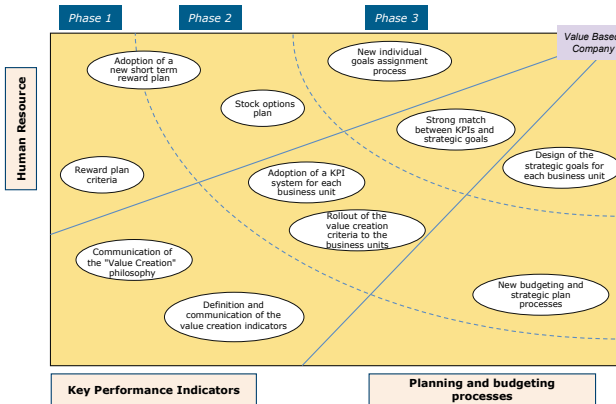 Phase 1
Phase 2
Phase 3
Value Based
Company
Human Resource
Adoption of a
new short term
reward plan
New individual
goals assignment
process
Stock options
plan
Strong match
between KPIs and
strategic goals
Design of the
strategic goals for
each business unit
Reward plan
criteria
Adoption of a KPI
system for each
business unit
Rollout of the
value creation
criteria to the
business units
Communication of
the "Value Creation"
philosophy
New budgeting and
strategic plan
processes
Definition and
communication of the
value creation indicators
Key Performance Indicators
Planning and budgeting
processes